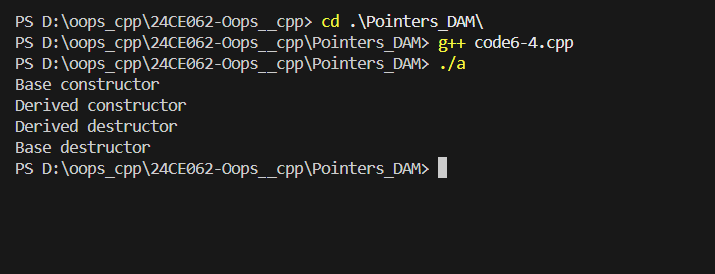 PS D:\oops_cpp\24CE062-Oops__cpp> cd .\Pointers_DAM\
PS D:\oops_cpp\24CE062-Oops__cpp\Pointers_DAM> g++ code6-4.cpp
PS D:\oops_cpp\24CE062-Oops__cpp\Pointers_DAM> ./a
Base constructor
Derived constructor
Derived destructor
Base destructor
PS D:\oops_cpp\24CE062-Oops__cpp\Pointers_DAM>